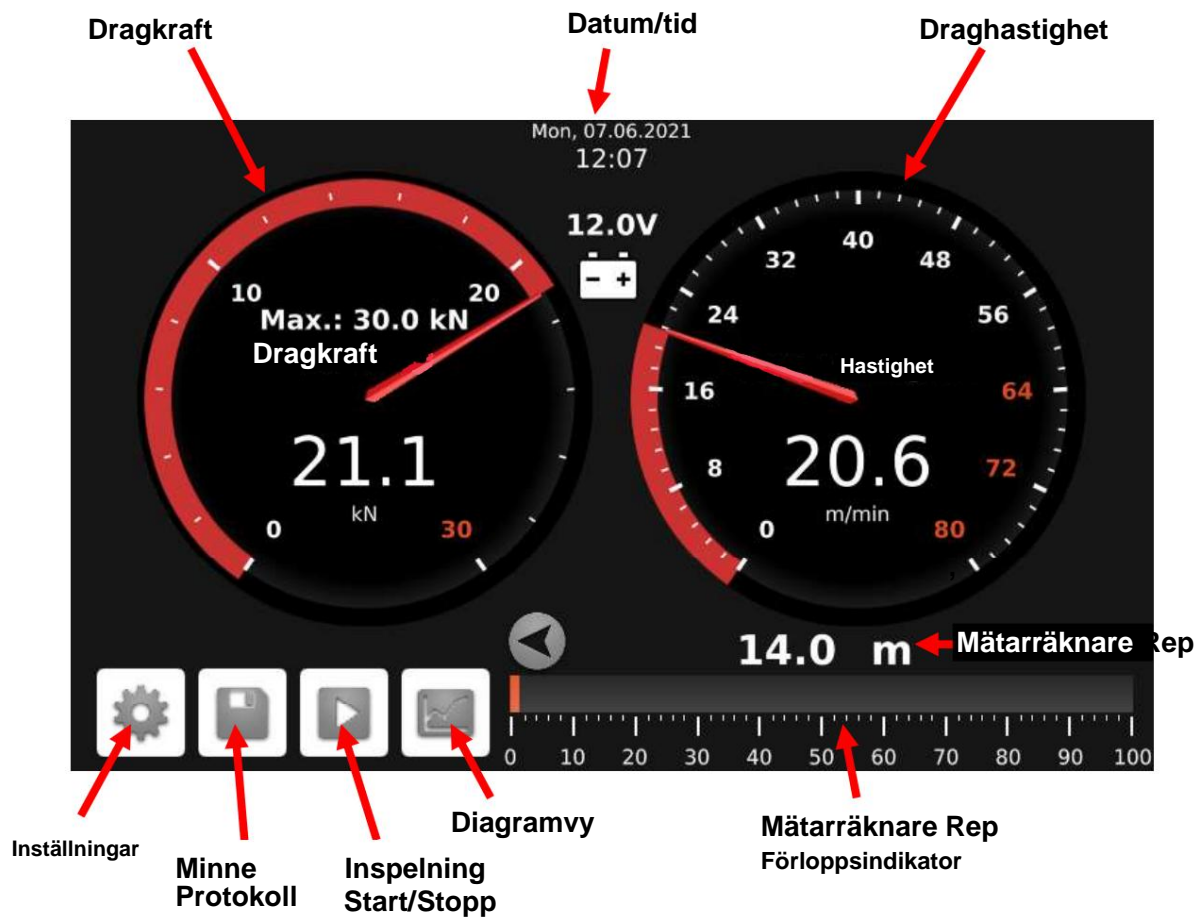 Dragkraft
Datum/tid
Draghastighet
Mon, 07.06.2021
12:07
12.0V
- +
10
20
Max.: 30.0 kN
Dragkraft
21.1
kN
0
30
40
32
48
24
56
Hastighet
16
64
8
72
20.6
m/min
0
80
14.0 m
Mätarräknare Rep
0 10 20 30 40 50 60 70 80 90 100
Inställningar
Minne
Protokoll
Inspelning
Start/Stopp
Diagramvy
Mätarräknare Rep
Förloppsindikator